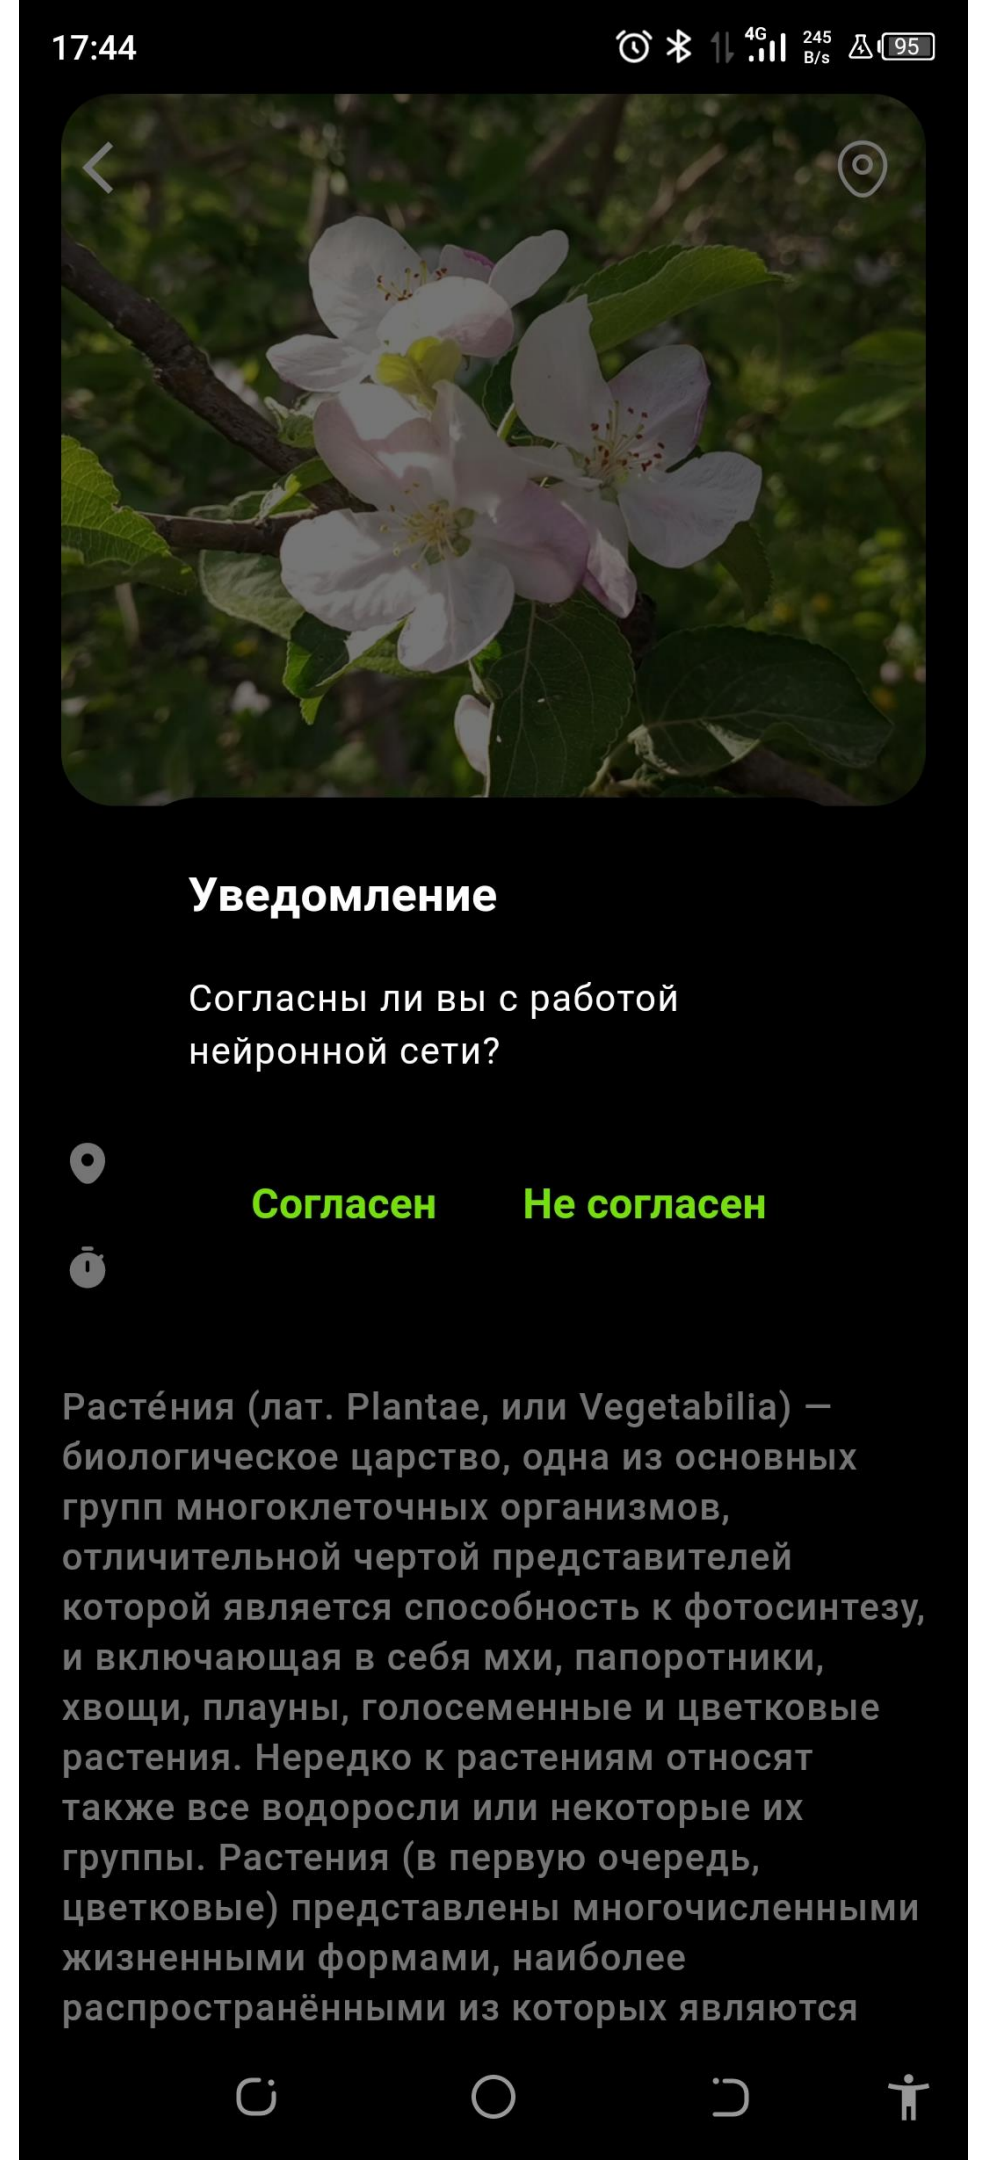 17:44
4G
245
B/s
95
Уведомление
Согласны ли вы с работой
нейронной сети?
Согласен
Не согласен
Расте́ния (лат. Plantae, или Vegetabilia) —
биологическое царство, одна из основных
групп многоклеточных организмов,
отличительной чертой представителей
которой является способность к фотосинтезу,
и включающая в себя мхи, папоротники,
хвощи, плауны, голосеменные и цветковые
растения. Нередко к растениям относят
также все водоросли или некоторые их
группы. Растения (в первую очередь,
цветковые) представлены многочисленными
жизненными формами, наиболее
распространёнными из которых являются